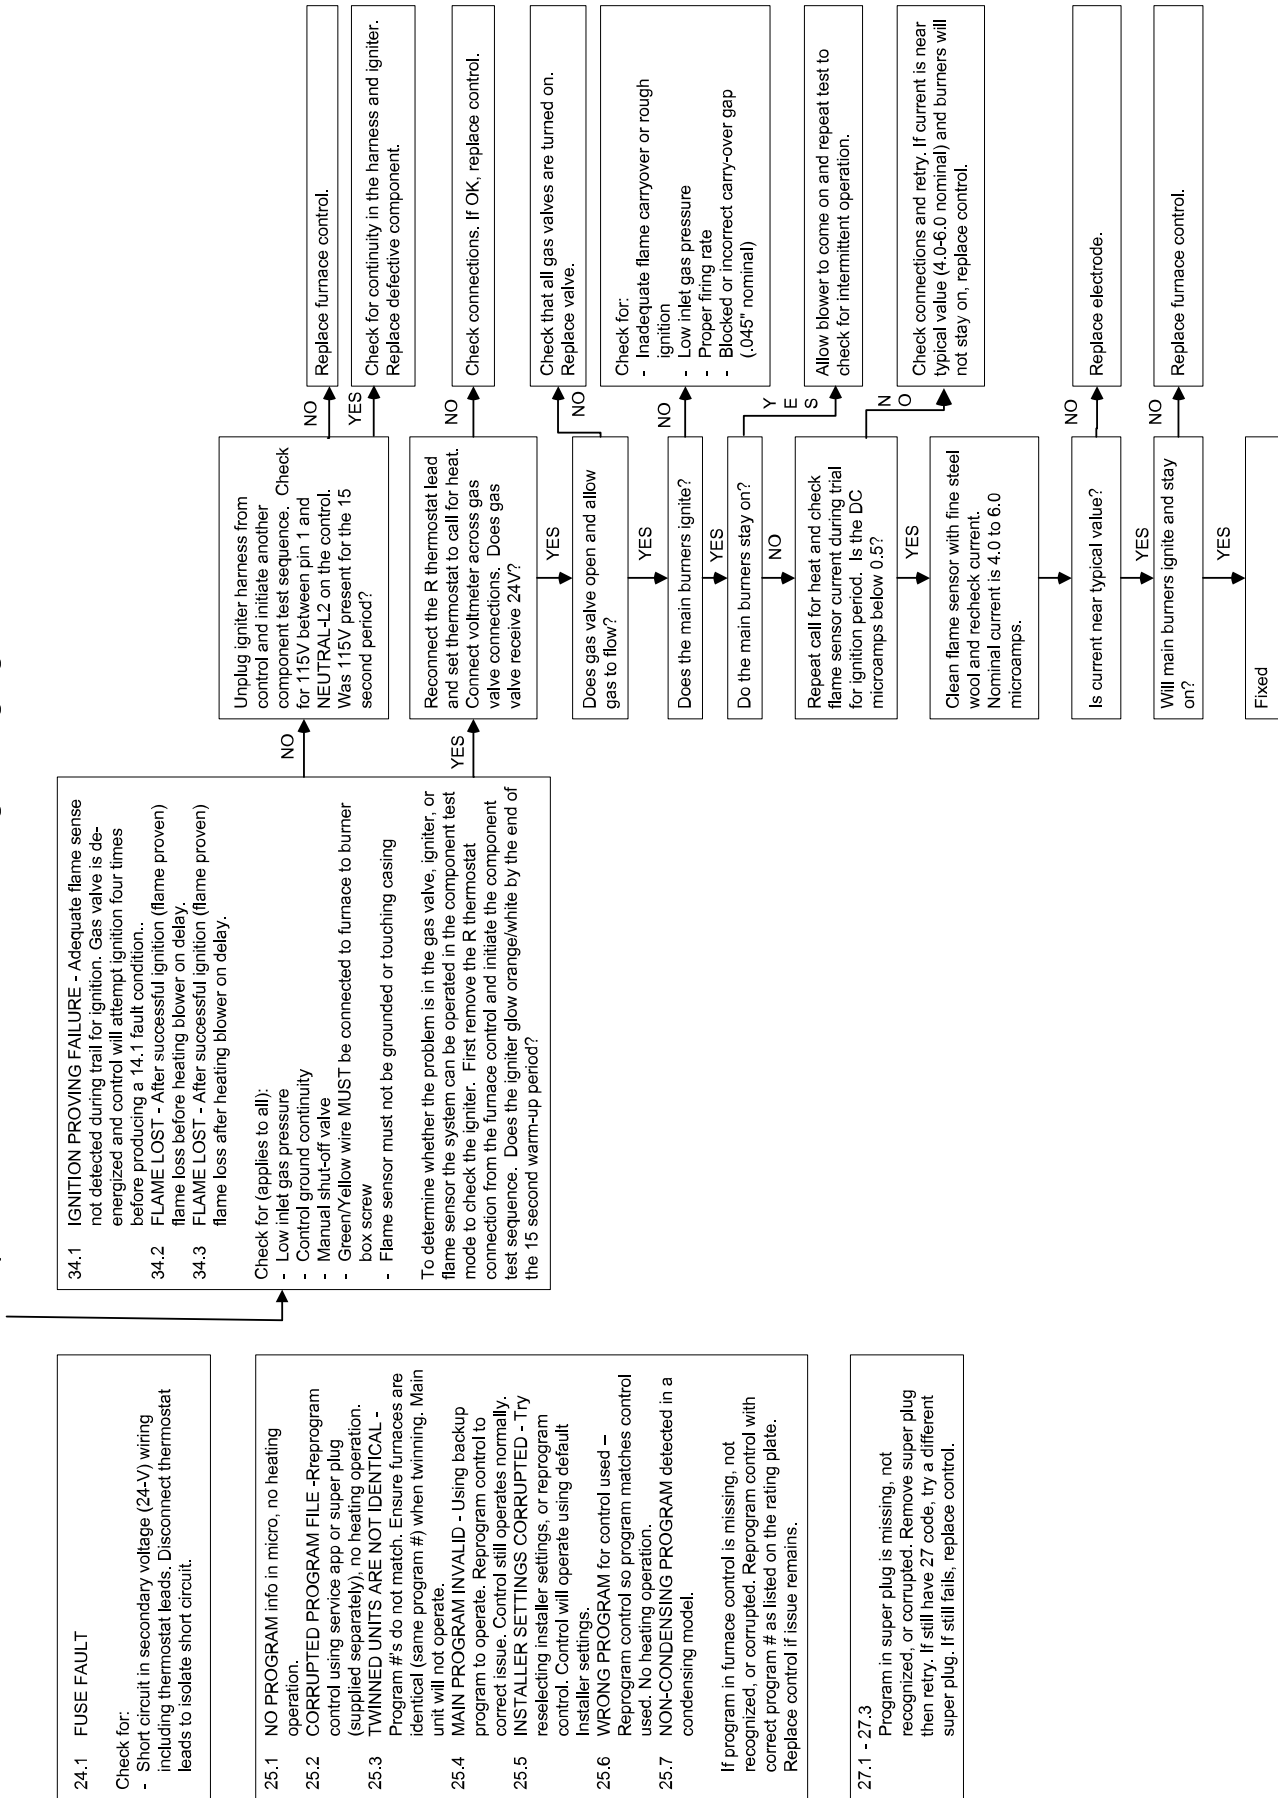 24.1 FUSE FAULT
Check for:
- Short circuit in secondary voltage (24-V) wiring
including thermostat leads. Disconnect thermostat
leads to isolate short circuit.
25.1 NO PROGRAM info in micro, no heating
operation.
25.2 CORRUPTED PROGRAM FILE -Rreprogram
control using service app or super plug
(supplied separately), no heating operation.
25.3 TWINNED UNITS ARE NOT IDENTICAL -
Program #'s do not match. Ensure furnaces are
identical (same program #) when twinning. Main
unit will not operate.
25.4 MAIN PROGRAM INVALID - Using backup
program to operate. Reprogram control to
correct issue. Control still operates normally.
25.5 INSTALLER SETTINGS CORRUPTED - Try
reselecting installer settings, or reprogram
control. Control will operate using default
Installer settings.
25.6 WRONG PROGRAM for control used –
Reprogram control so program matches control
used. No heating operation.
25.7 NON-CONDENSING PROGRAM detected in a
condensing model.
If program in furnace control is missing, not
recognized, or corrupted. Reprogram control with
correct program # as listed on the rating plate.
Replace control if issue remains.
27.1 - 27.3
Program in super plug is missing, not
recognized, or corrupted. Remove super plug
then retry. If still have 27 code, try a different
super plug. If still fails, replace control.
34.1 IGNITION PROVING FAILURE - Adequate flame sense
not detected during trail for ignition. Gas valve is de-
energized and control will attempt ignition four times
before producing a 14.1 fault condition..
34.2 FLAME LOST - After successful ignition (flame proven)
flame loss before heating blower on delay.
34.3 FLAME LOST - After successful ignition (flame proven)
flame loss after heating blower on delay.
Check for (applies to all):
- Low inlet gas pressure
- Control ground continuity
- Manual shut-off valve
- Green/Yellow wire MUST be connected to furnace to burner
box screw
- Flame sensor must not be grounded or touching casing
To determine whether the problem is in the gas valve, igniter, or
flame sensor the system can be operated in the component test
mode to check the igniter. First remove the R thermostat
connection from the furnace control and initiate the component
test sequence. Does the igniter glow orange/white by the end of
the 15 second warm-up period?
NO
YES
Unplug igniter harness from
control and initiate another
component test sequence. Check
for 115V between pin 1 and
NEUTRAL-L2 on the control.
Was 115V present for the 15
second period?
NO
Replace furnace control.
YES
Check for continuity in the harness and igniter.
Replace defective component.
Reconnect the R thermostat lead
and set thermostat to call for heat.
Connect voltmeter across gas
valve connections. Does gas
valve receive 24V?
NO
Check connections. If OK, replace control.
YES
Does gas valve open and allow
gas to flow?
NO
Check that all gas valves are turned on.
Replace valve.
YES
Does the main burners ignite?
NO
Check for:
- Inadequate flame carryover or rough
ignition
- Low inlet gas pressure
- Proper firing rate
- Blocked or incorrect carry-over gap
(.045" nominal)
YES
Do the main burners stay on?
Y
E
S
Allow blower to come on and repeat test to
check for intermittent operation.
NO
Repeat call for heat and check
flame sensor current during trial
for ignition period. Is the DC
microamps below 0.5?
N
O
Check connections and retry. If current is near
typical value (4.0-6.0 nominal) and burners will
not stay on, replace control.
YES
Clean flame sensor with fine steel
wool and recheck current.
Nominal current is 4.0 to 6.0
microamps.
Is current near typical value?
NO
Replace electrode.
YES
Will main burners ignite and stay
on?
NO
Replace furnace control.
YES
Fixed